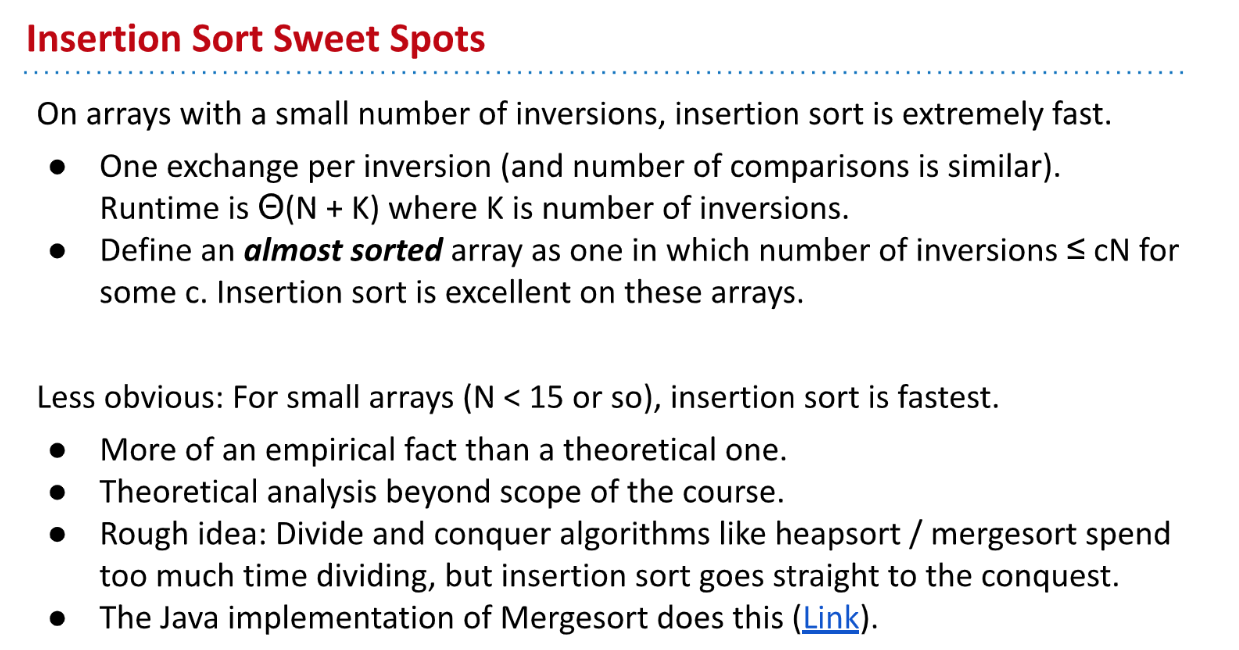 Insertion Sort Sweet Spots
On arrays with a small number of inversions, insertion sort is extremely fast.
● One exchange per inversion (and number of comparisons is similar).
Runtime is Θ(N + K) where K is number of inversions.
● Define an almost sorted array as one in which number of inversions ≤ cN for
some c. Insertion sort is excellent on these arrays.
Less obvious: For small arrays (N < 15 or so), insertion sort is fastest.
● More of an empirical fact than a theoretical one.
● Theoretical analysis beyond scope of the course.
● Rough idea: Divide and conquer algorithms like heapsort / mergesort spend
too much time dividing, but insertion sort goes straight to the conquest.
● The Java implementation of Mergesort does this (Link).